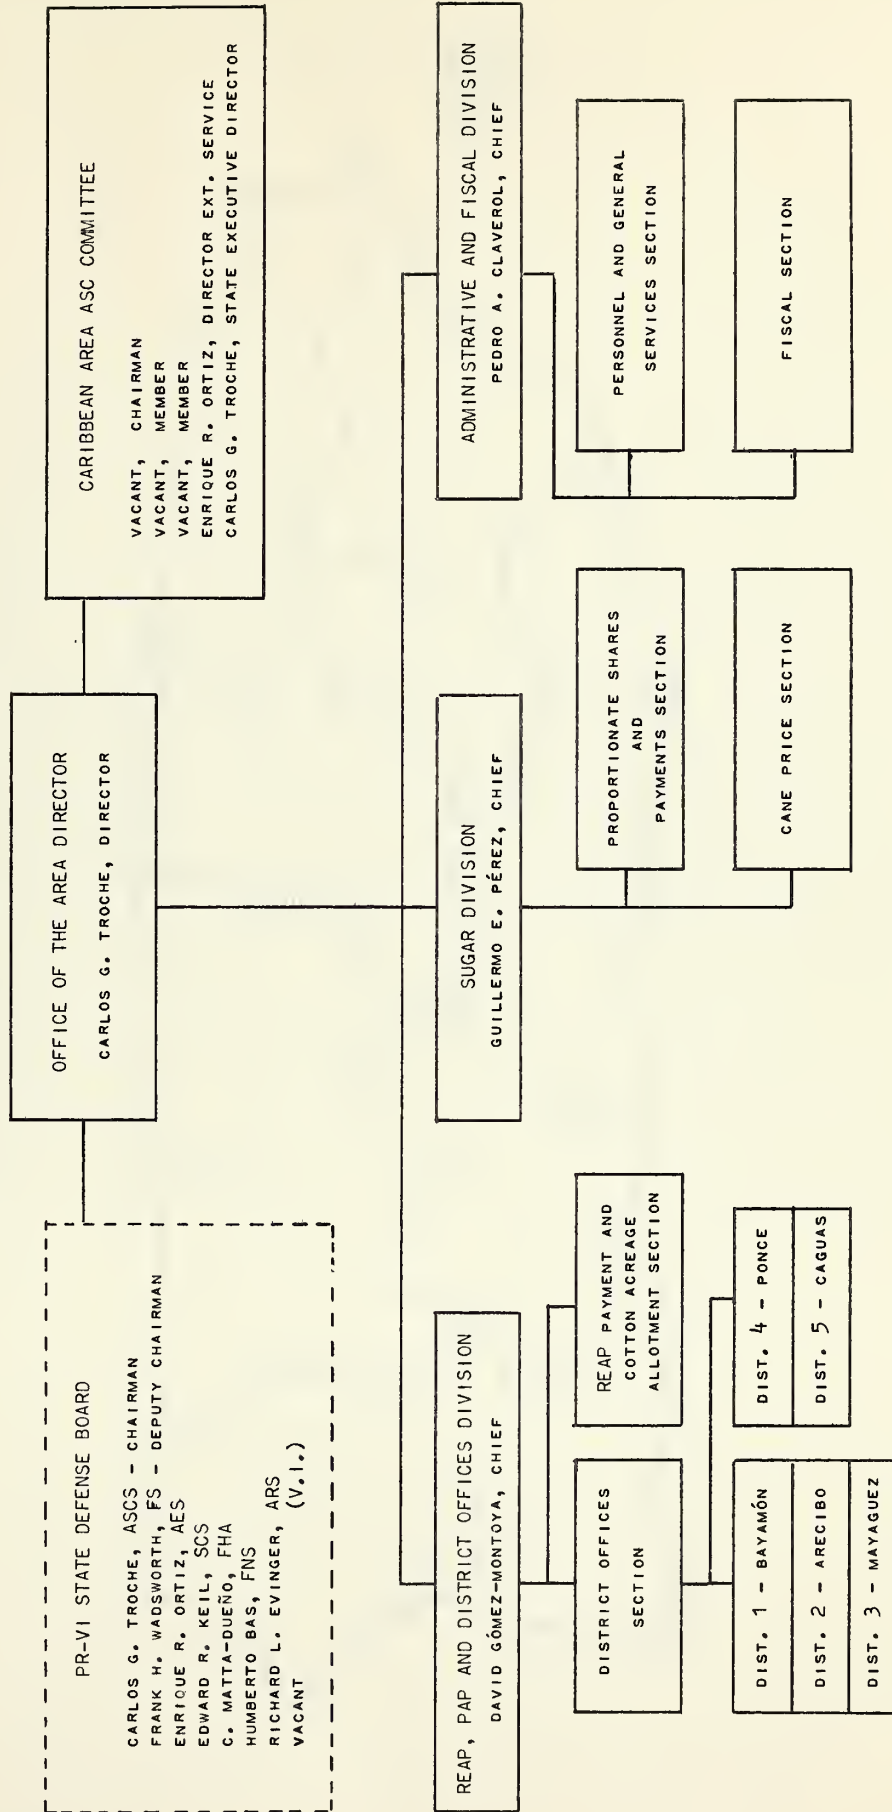 PR-VI STATE DEFENSE BOARD
CARLOS G. TROCHE, ASCS - CHAIRMAN
FRANK H. WADSWORTH, FS - DEPUTY CHAIRMAN
ENRIQUE R. ORTIZ, AES
EDWARD R. KEIL, SCS
C. MATTA-DUEÑO, FHA
HUMBERTO BAS, FNS
RICHARD L. EVINGER, ARS
VACANT (V.I.)
OFFICE OF THE AREA DIRECTOR
CARLOS G. TROCHE, DIRECTOR
CARIBBEAN AREA ASC COMMITTEE
VACANT, CHAIRMAN
VACANT, MEMBER
VACANT, MEMBER
ENRIQUE R. ORTIZ, DIRECTOR EXT. SERVICE
CARLOS G. TROCHE, STATE EXECUTIVE DIRECTOR
REAP, PAP AND DISTRICT OFFICES DIVISION
DAVID GÓMEZ-MONTOYA, CHIEF
DISTRICT OFFICES
SECTION
REAP PAYMENT AND
COTTON ACREAGE
ALLOTMENT SECTION
DIST. 1 - BAYAMÓN
DIST. 2 - ARECIBO
DIST. 3 - MAYAGUEZ
DIST. 4 - PONCE
DIST. 5 - CAGUAS
SUGAR DIVISION
GUILLERMO E. PÉREZ, CHIEF
PROPORTIONATE SHARES
AND
PAYMENTS SECTION
CANE PRICE SECTION
ADMINISTRATIVE AND FISCAL DIVISION
PEDRO A. CLAVEROL, CHIEF
PERSONNEL AND GENERAL
SERVICES SECTION
FISCAL SECTION